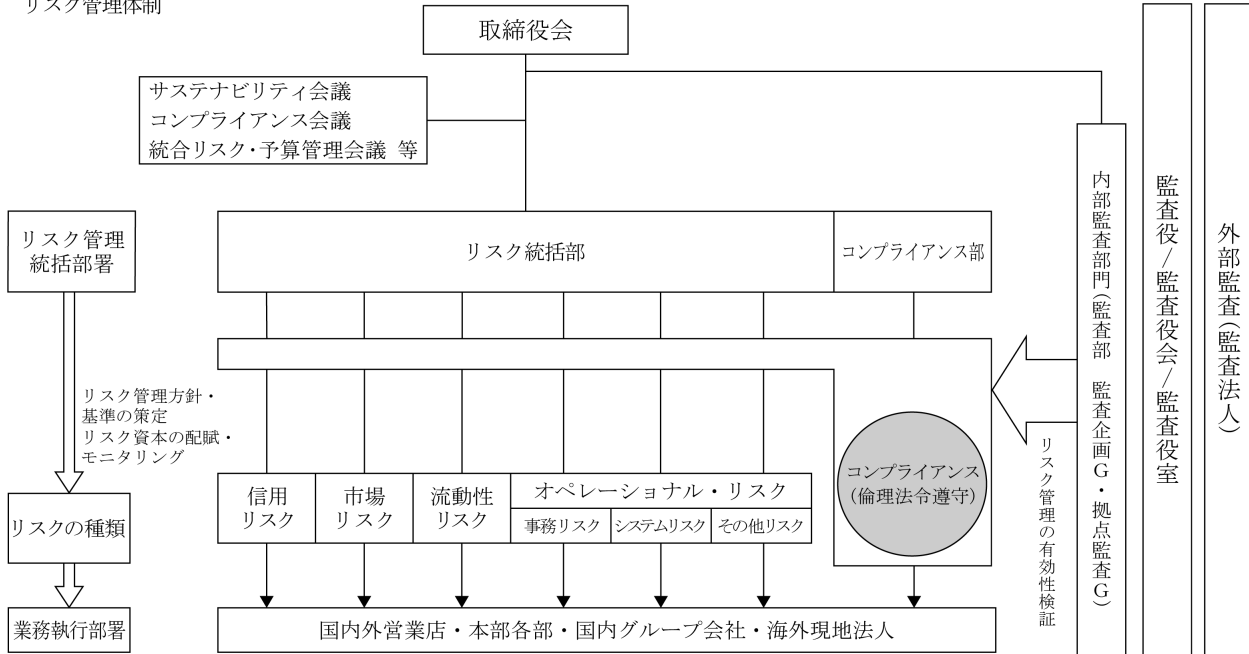 リスク管理体制
取締役会
サステナビリティ会議
コンプライアンス会議
統合リスク・予算管理会議 等
リスク管理
統括部署
リスク統括部
コンプライアンス部
リスク管理方針・
基準の策定
リスク資本の配賦・
モニタリング
リスクの種類
信用
リスク
市場
リスク
流動性
リスク
オペレーショナル・リスク
事務リスク
システムリスク
その他リスク
コンプライアンス
(倫理法令遵守)
業務執行部署
国内外営業店・本部各部・国内グループ会社・海外現地法人
リスク管理の有効性検証
内部監査部門(監査部 監査企画G・拠点監査G)
監査役/監査役会/監査役室
外部監査(監査法人)